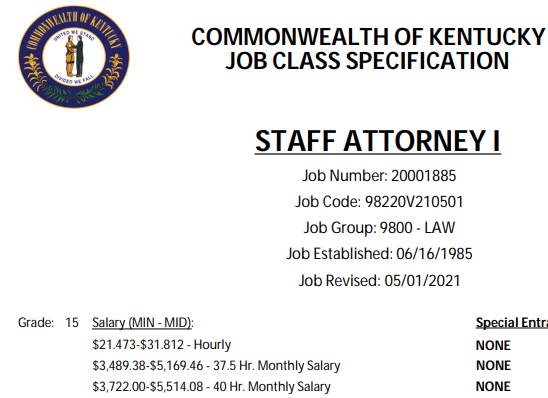 COMMONWEALTH OF KENTUCKY
UNITED WE STAND
DIVIDED WE FALL
COMMONWEALTH OF KENTUCKY
JOB CLASS SPECIFICATION
STAFF ATTORNEY I
Job Number: 20001885
Job Code: 98220V210501
Job Group: 9800 - LAW
Job Established: 06/16/1985
Job Revised: 05/01/2021
Grade: 15 Salary (MIN - MID): Special Entra
$21.473-$31.812 - Hourly NONE
$3,489.38-$5,169.46 - 37.5 Hr. Monthly Salary NONE
$3,722.00-$5,514.08 - 40 Hr. Monthly Salary NONE